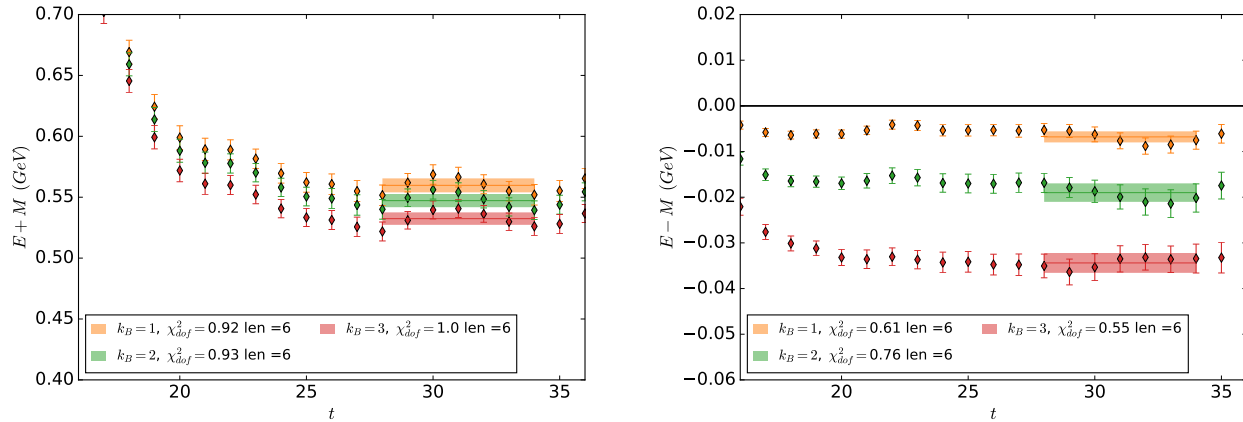 0.70
0.65
0.60
0.55
0.50
0.45
0.40
E + M (GeV)
k_B = 1, χ²_dof = 0.92 len =6
k_B = 2, χ²_dof = 0.93 len =6
k_B = 3, χ²_dof = 1.0 len =6
20 25 30 35
t
0.02
0.01
0.00
−0.01
−0.02
−0.03
−0.04
−0.05
−0.06
E − M (GeV)
k_B = 1, χ²_dof = 0.61 len =6
k_B = 2, χ²_dof = 0.76 len =6
k_B = 3, χ²_dof = 0.55 len =6
20 25 30 35
t